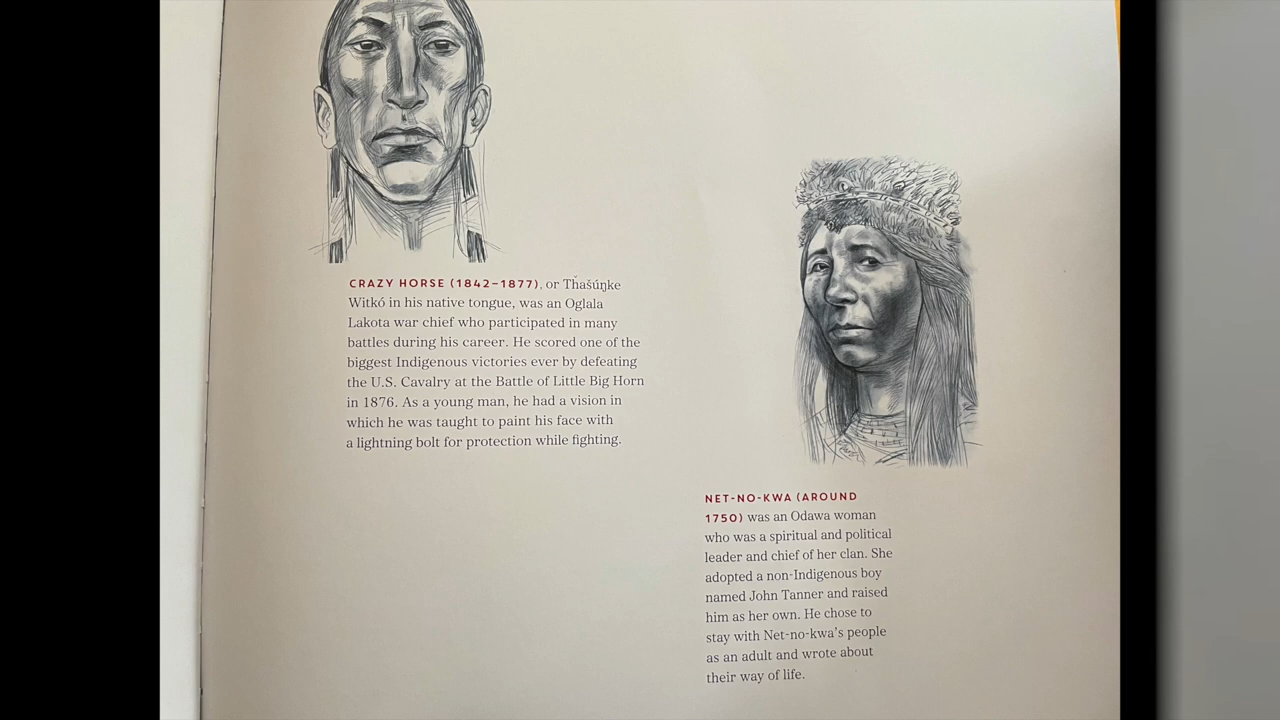 CRAZY HORSE (1842–1877), or Tȟašúŋke
Witkó in his native tongue, was an Oglala
Lakota war chief who participated in many
battles during his career. He scored one of the
biggest Indigenous victories ever by defeating
the U.S. Cavalry at the Battle of Little Big Horn
in 1876. As a young man, he had a vision in
which he was taught to paint his face with
a lightning bolt for protection while fighting.
NET-NO-KWA (AROUND
1750) was an Odawa woman
who was a spiritual and political
leader and chief of her clan. She
adopted a non-Indigenous boy
named John Tanner and raised
him as her own. He chose to
stay with Net-no-kwa’s people
as an adult and wrote about
their way of life.